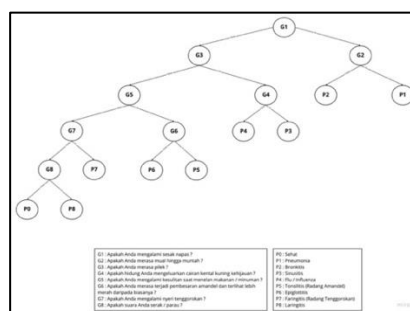 G1
G3
G2
G5
G4
P2
P1
G7
G6
P4
P3
G8
P7
P6
P5
P0
P8
G1 : Apakah Anda mengalami sesak napas ?
G2 : Apakah Anda merasa mual hingga muntah ?
G3 : Apakah Anda merasa pilek ?
G4 : Apakah hidung Anda mengeluarkan cairan kental kuning kehijauan ?
G5 : Apakah Anda mengalami kesulitan saat menelan makanan / minuman ?
G6 : Apakah Anda merasa terjadi pembesaran amandel dan terlihat lebih
merah daripada biasanya ?
G7 : Apakah Anda mengalami nyeri tenggorokan ?
G8 : Apakah suara Anda serak / parau ?
P0 : Sehat
P1 : Pneumonia
P2 : Bronkitis
P3 : Sinusitis
P4 : Flu / Influenza
P5 : Tonsilitis (Radang Amandel)
P6 : Epiglotitis
P7 : Faringitis (Radang Tenggorokan)
P8 : Laringitis